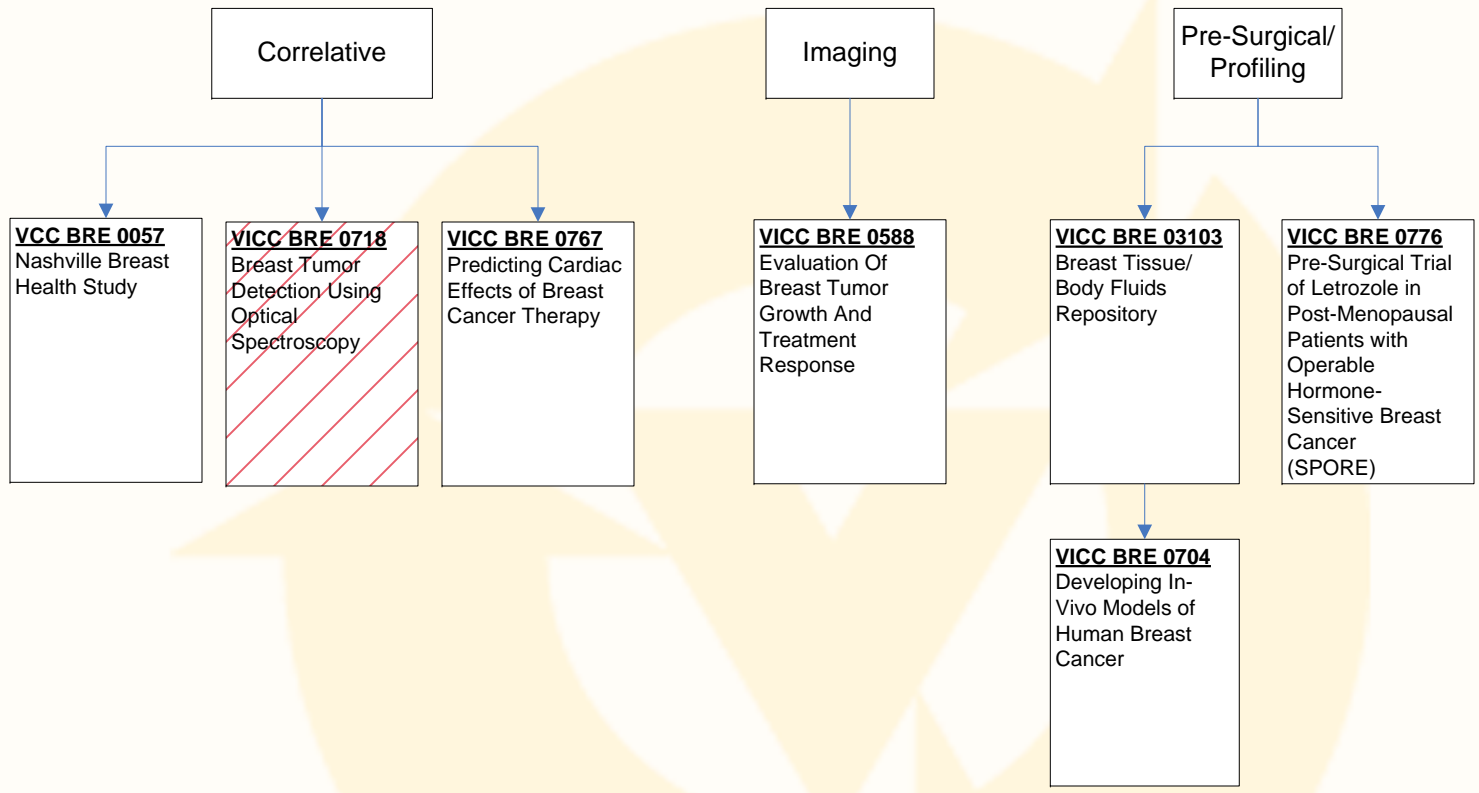 Correlative
Imaging
Pre-Surgical/
Profiling
VCC BRE 0057
Nashville Breast
Health Study
VICC BRE 0718
Breast Tumor
Detection Using
Optical
Spectroscopy
VICC BRE 0767
Predicting Cardiac
Effects of Breast
Cancer Therapy
VICC BRE 0588
Evaluation Of
Breast Tumor
Growth And
Treatment
Response
VICC BRE 03103
Breast Tissue/
Body Fluids
Repository
VICC BRE 0776
Pre-Surgical Trial
of Letrozole in
Post-Menopausal
Patients with
Operable
Hormone-
Sensitive Breast
Cancer
(SPORE)
VICC BRE 0704
Developing In-
Vivo Models of
Human Breast
Cancer